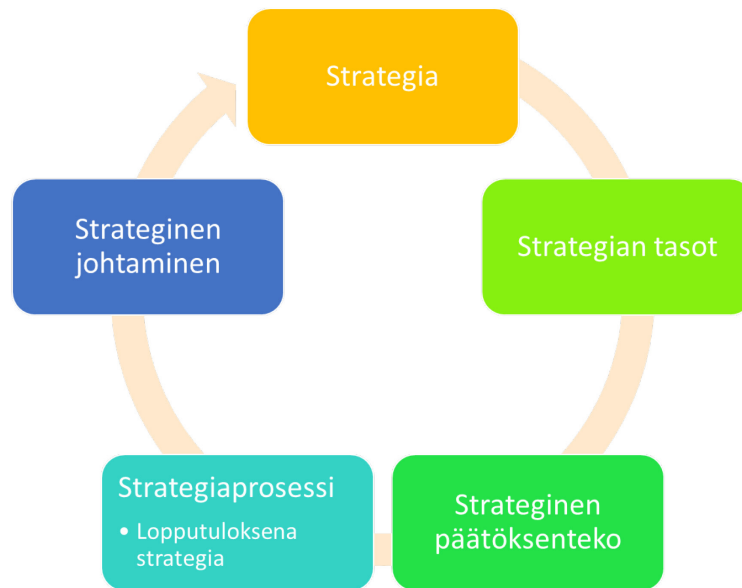 Strategia
Strategian tasot
Strateginen
päätöksenteko
Strategiaprosessi
• Lopputuloksena
strategia
Strateginen
johtaminen